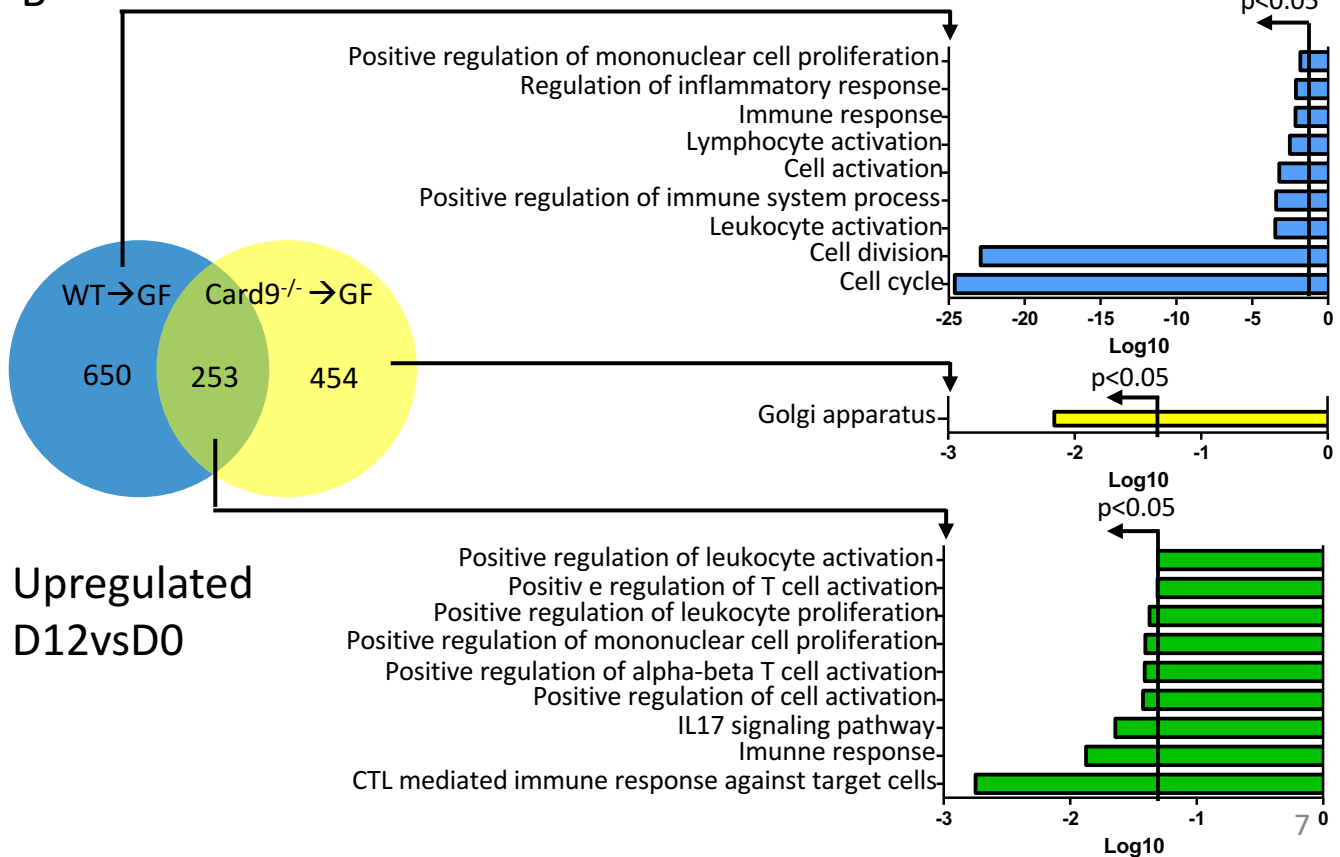 p<0.05
Positive regulation of mononuclear cell proliferation
Regulation of inflammatory response
Immune response
Lymphocyte activation
Cell activation
Positive regulation of immune system process
Leukocyte activation
Cell division
Cell cycle
-25 -20 -15 -10 -5 0
Log10
WT→GF Card9-/- →GF
650 253 454
p<0.05
Golgi apparatus
-3 -2 -1 0
Log10
p<0.05
Upregulated
D12vsD0
Positive regulation of leukocyte activation
Positiv e regulation of T cell activation
Positive regulation of leukocyte proliferation
Positive regulation of mononuclear cell proliferation
Positive regulation of alpha-beta T cell activation
Positive regulation of cell activation
IL17 signaling pathway
Imunne response
CTL mediated immune response against target cells
-3 -2 -1 0
Log10
7